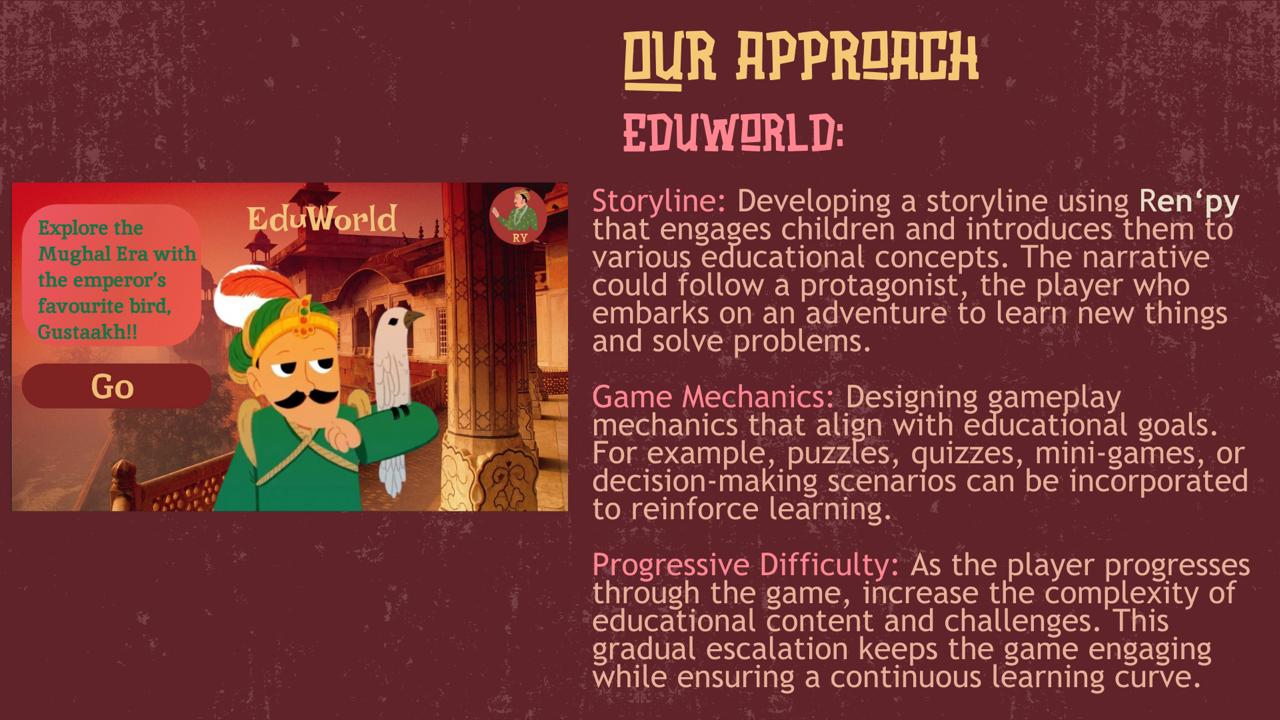 OUR APPROACH
EDUWORLD:
Explore the
Mughal Era with
the emperor's
favourite bird,
Gustaakh!!
Go
EduWorld
RY
Storyline: Developing a storyline using Ren‘py
that engages children and introduces them to
various educational concepts. The narrative
could follow a protagonist, the player who
embarks on an adventure to learn new things
and solve problems.
Game Mechanics: Designing gameplay
mechanics that align with educational goals.
For example, puzzles, quizzes, mini-games, or
decision-making scenarios can be incorporated
to reinforce learning.
Progressive Difficulty: As the player progresses
through the game, increase the complexity of
educational content and challenges. This
gradual escalation keeps the game engaging
while ensuring a continuous learning curve.